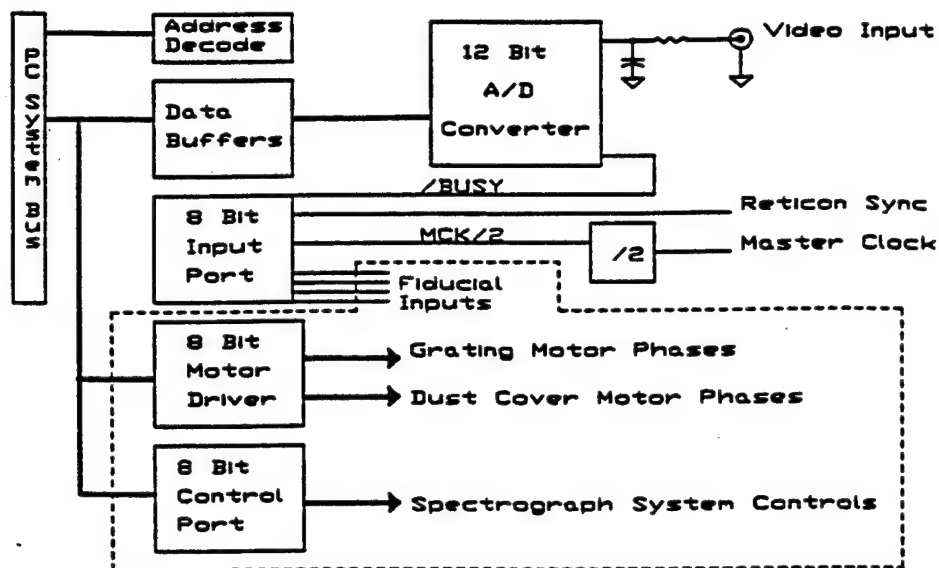 PC System Bus
Address
Decode
12 Bit
A/D
Converter
Video Input
Data
Buffers
/BUSY
8 Bit
Input
Port
Reticon Sync
MCK/2
/2
Master Clock
Fiducial
Inputs
8 Bit
Motor
Driver
Grating Motor Phases
Dust Cover Motor Phases
8 Bit
Control
Port
Spectrograph System Controls